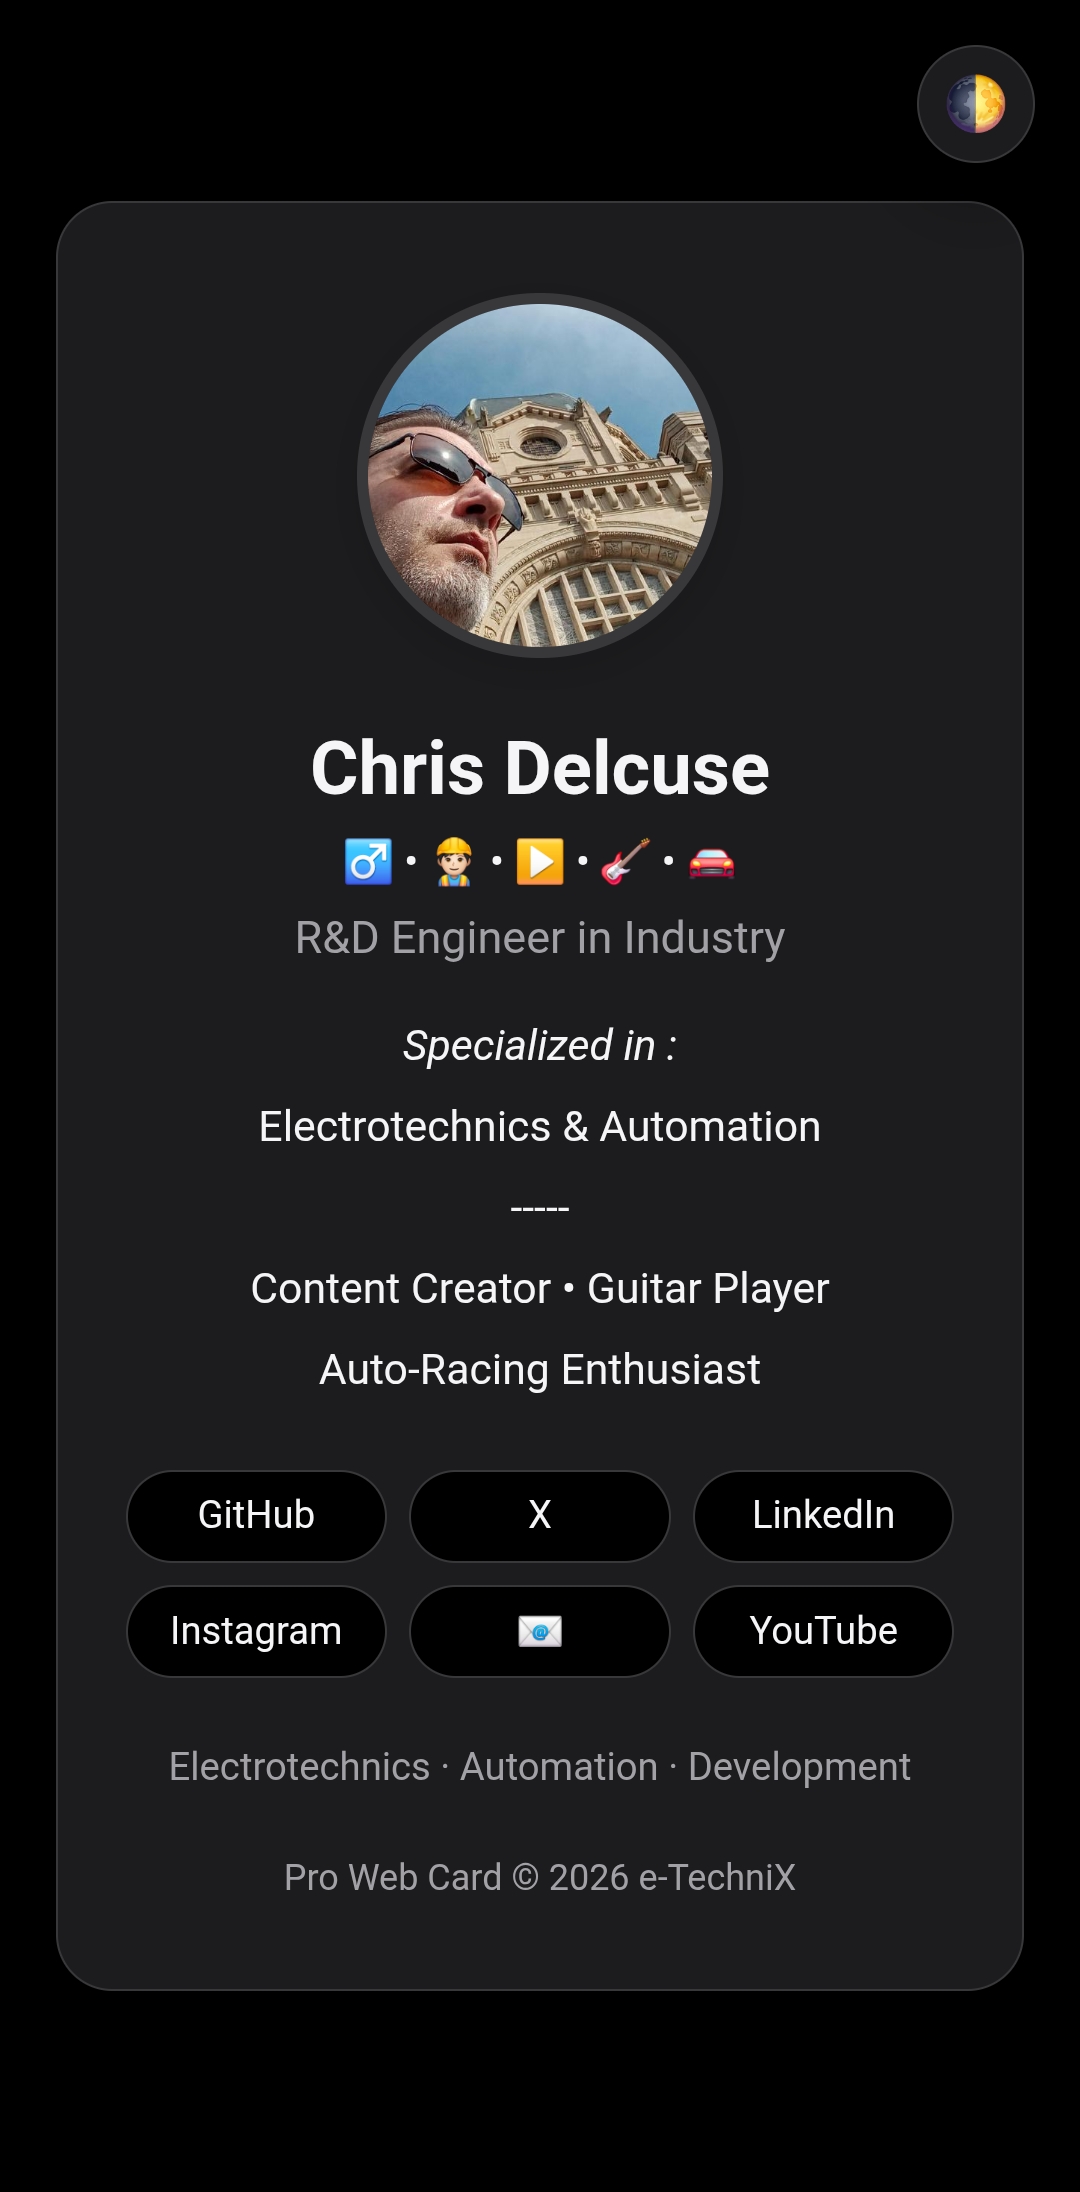 Chris Delcuse
♂️ • 👷🏻‍♂️ • ▶️ • 🎸 • 🚘
R&D Engineer in Industry
Specialized in :
Electrotechnics & Automation
-----
Content Creator • Guitar Player
Auto-Racing Enthusiast
GitHub
X
LinkedIn
Instagram
📧
YouTube
Electrotechnics · Automation · Development
Pro Web Card © 2026 e-TechniX